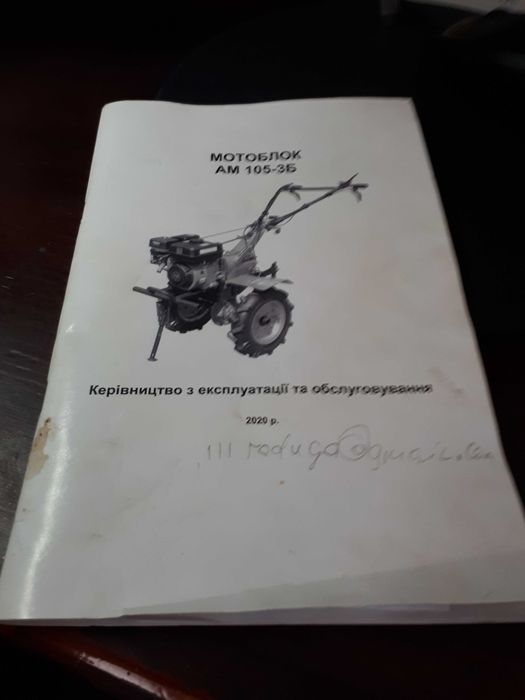 МОТОБЛОК
АМ 105-3Б
Керівництво з експлуатації та обслуговування
2020 р.